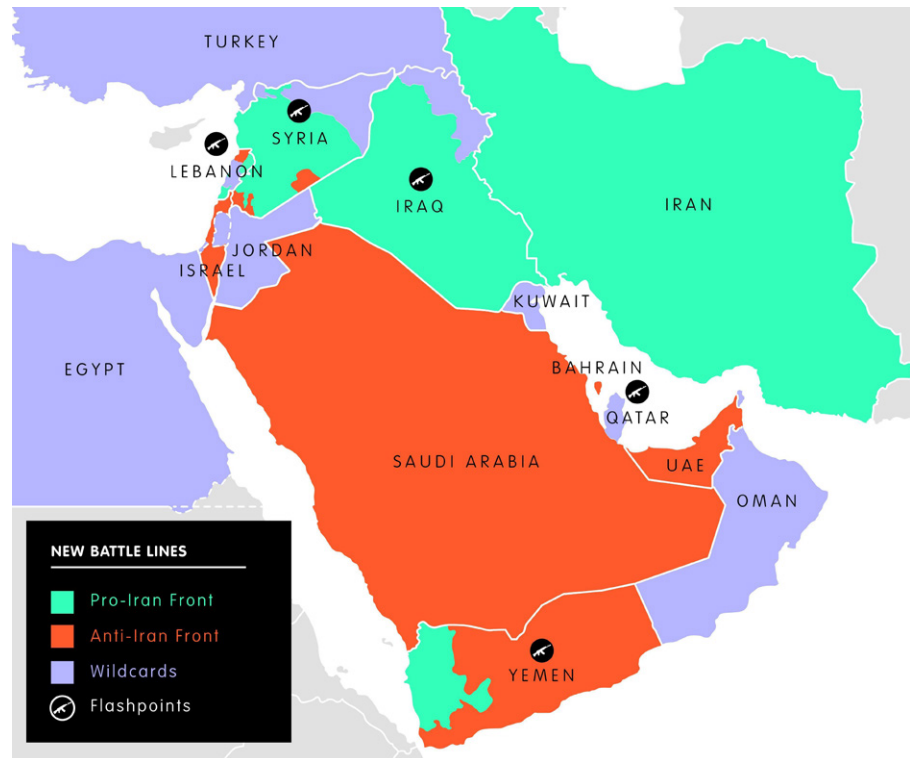 TURKEY
SYRIA
LEBANON
IRAQ
IRAN
JORDAN
ISRAEL
KUWAIT
EGYPT
BAHRAIN
QATAR
SAUDI ARABIA
UAE
OMAN
YEMEN
NEW BATTLE LINES
Pro-Iran Front
Anti-Iran Front
Wildcards
Flashpoints